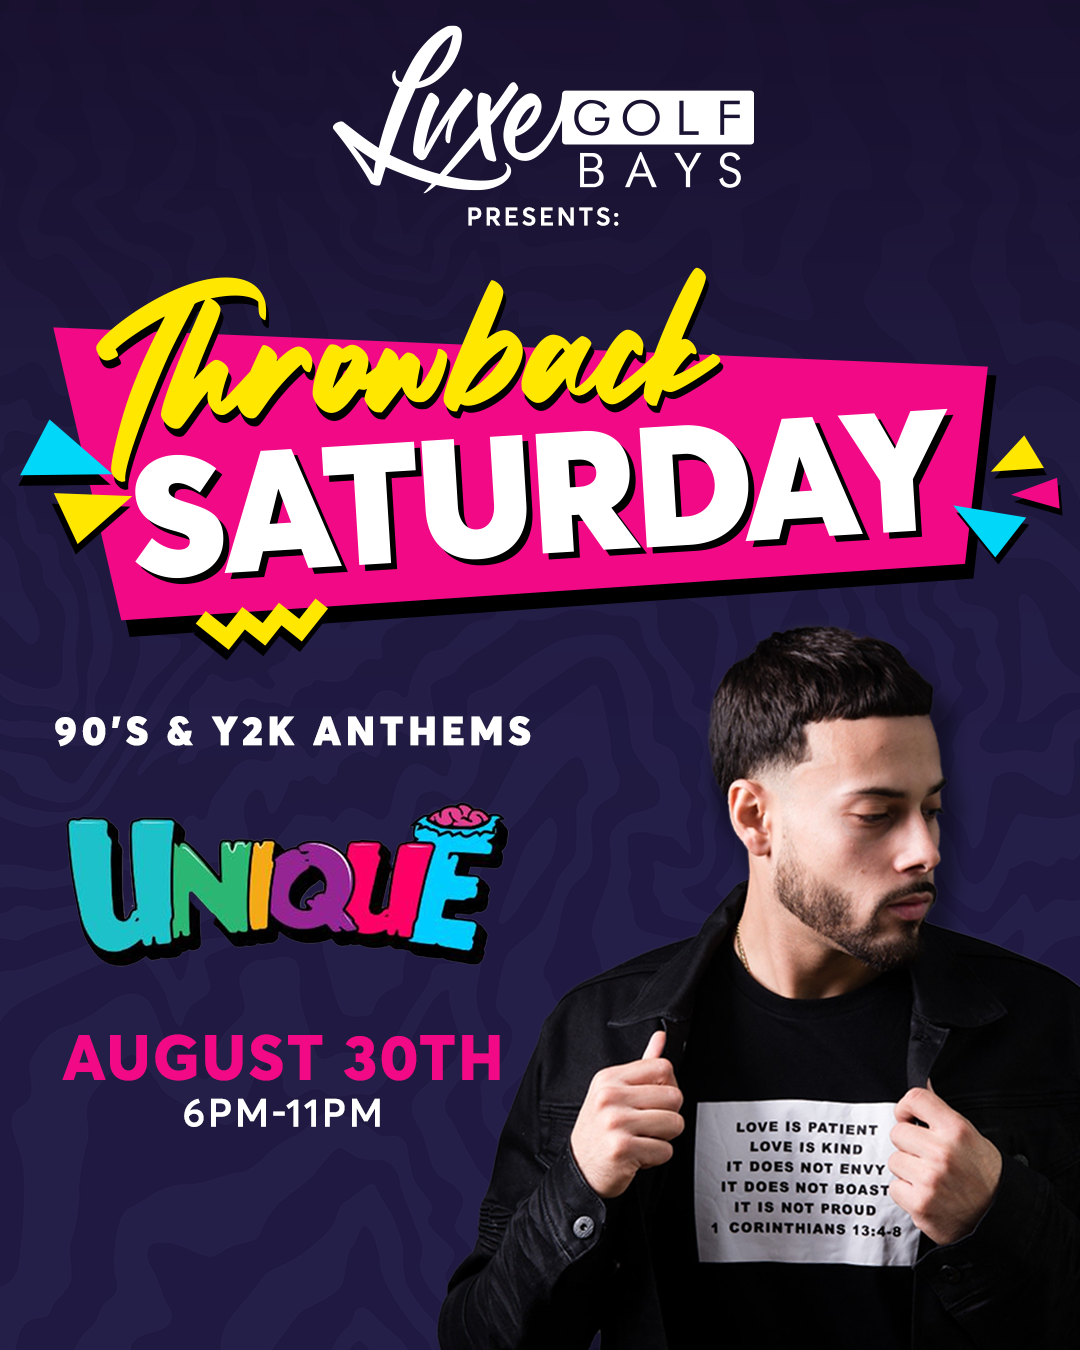 Luxe GOLF
BAYS
PRESENTS:
Throwback
SATURDAY
90'S & Y2K ANTHEMS
UNIQUE
AUGUST 30TH
6PM-11PM
LOVE IS PATIENT
LOVE IS KIND
IT DOES NOT ENVY
IT DOES NOT BOAST
IT IS NOT PROUD
1 CORINTHIANS 13:4-8